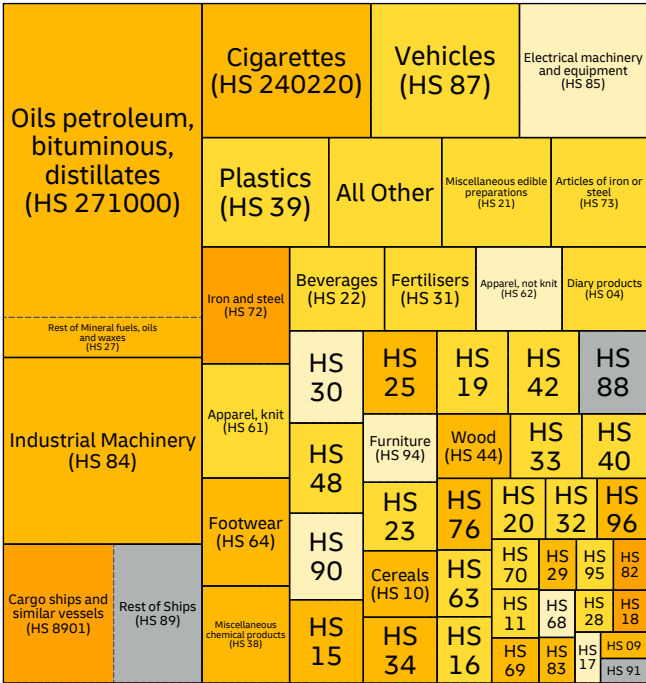 Oils petroleum,
bituminous,
distillates
(HS 271000)
Rest of Mineral fuels, oils
and waxes
(HS 27)
Industrial Machinery
(HS 84)
Cargo ships and
similar vessels
(HS 8901)
Rest of Ships
(HS 89)
Cigarettes
(HS 240220)
Vehicles
(HS 87)
Electrical machinery
and equipment
(HS 85)
Plastics
(HS 39)
All Other
Miscellaneous edible
preparations
(HS 21)
Articles of iron or
steel
(HS 73)
Iron and steel
(HS 72)
Beverages
(HS 22)
Fertilisers
(HS 31)
Apparel, not knit
(HS 62)
Diary products
(HS 04)
Apparel, knit
(HS 61)
Footwear
(HS 64)
Miscellaneous
chemical products
(HS 38)
HS
30
HS
48
HS
90
HS
15
HS
25
HS
19
HS
42
HS
88
Furniture
(HS 94)
Wood
(HS 44)
HS
33
HS
40
HS
23
HS
76
HS
20
HS
32
HS
96
Cereals
(HS 10)
HS
63
HS
70
HS
29
HS
95
HS
82
HS
34
HS
16
HS
11
HS
68
HS
28
HS
18
HS
69
HS
83
HS
17
HS 09
HS 91